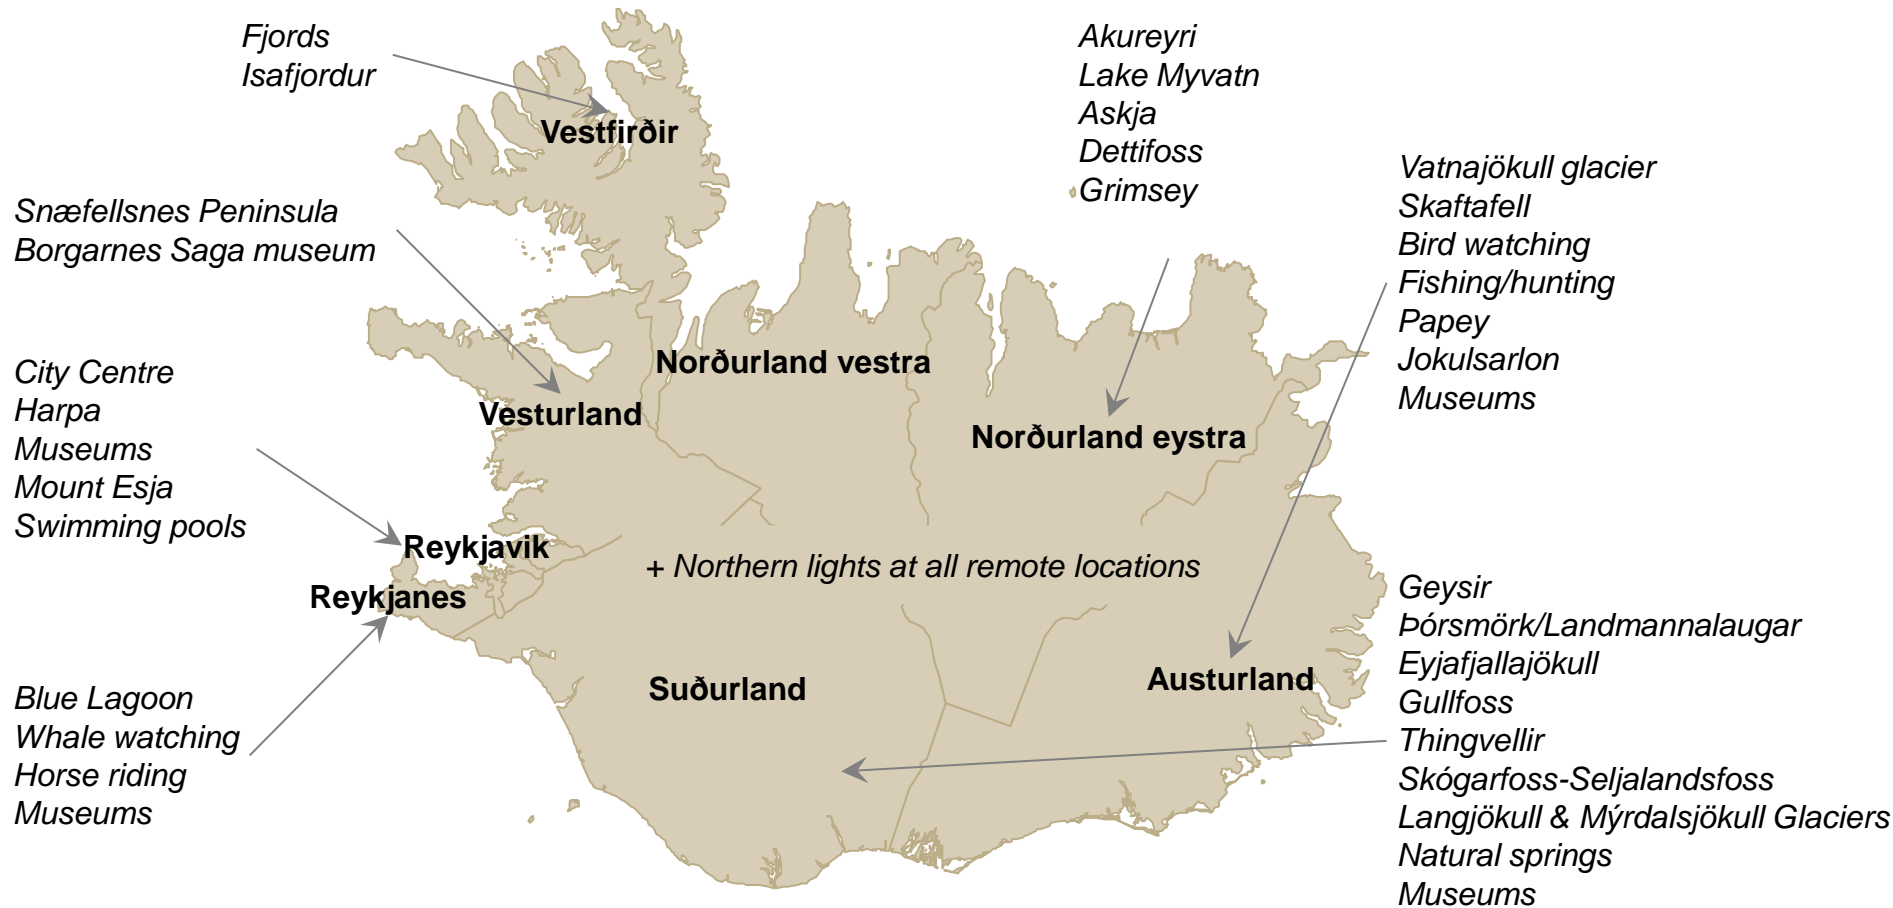 Fjords
Isafjordur
Akureyri
Lake Myvatn
Askja
Dettifoss
Grimsey
Vestfirðir
Vatnajökull glacier
Skaftafell
Bird watching
Fishing/hunting
Papey
Jokulsarlon
Museums
Snæfellsnes Peninsula
Borgarnes Saga museum
Norðurland vestra
City Centre
Harpa
Museums
Mount Esja
Swimming pools
Vesturland
Norðurland eystra
Reykjavik
+ Northern lights at all remote locations
Reykjanes
Geysir
Þórsmörk/Landmannalaugar
Eyjafjallajökull
Gullfoss
Thingvellir
Skógarfoss-Seljalandsfoss
Langjökull & Mýrdalsjökull Glaciers
Natural springs
Museums
Suðurland
Austurland
Blue Lagoon
Whale watching
Horse riding
Museums